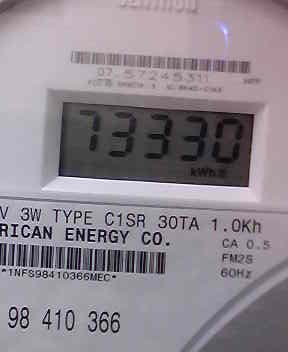 CENTRON
07-57245311
73330
kWh
V 3W TYPE C1SR 30TA 1.0Kh
RICAN ENERGY CO.
CA 0.5
FM2S
60Hz
*1NFS98410366MEC*
98 410 366